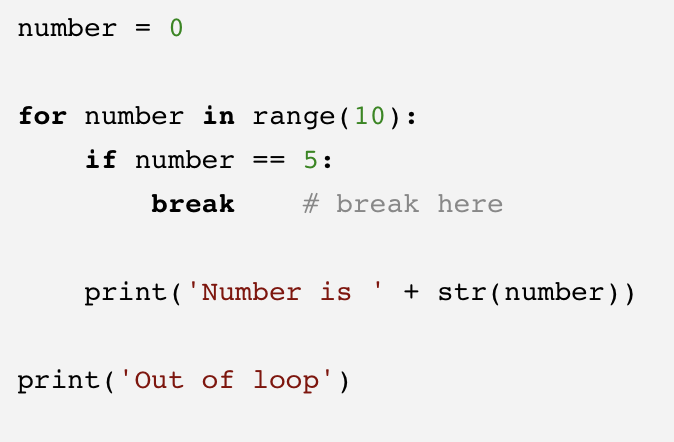 number = 0
for number in range(10):
    if number == 5:
        break    # break here
    print('Number is ' + str(number))
print('Out of loop')